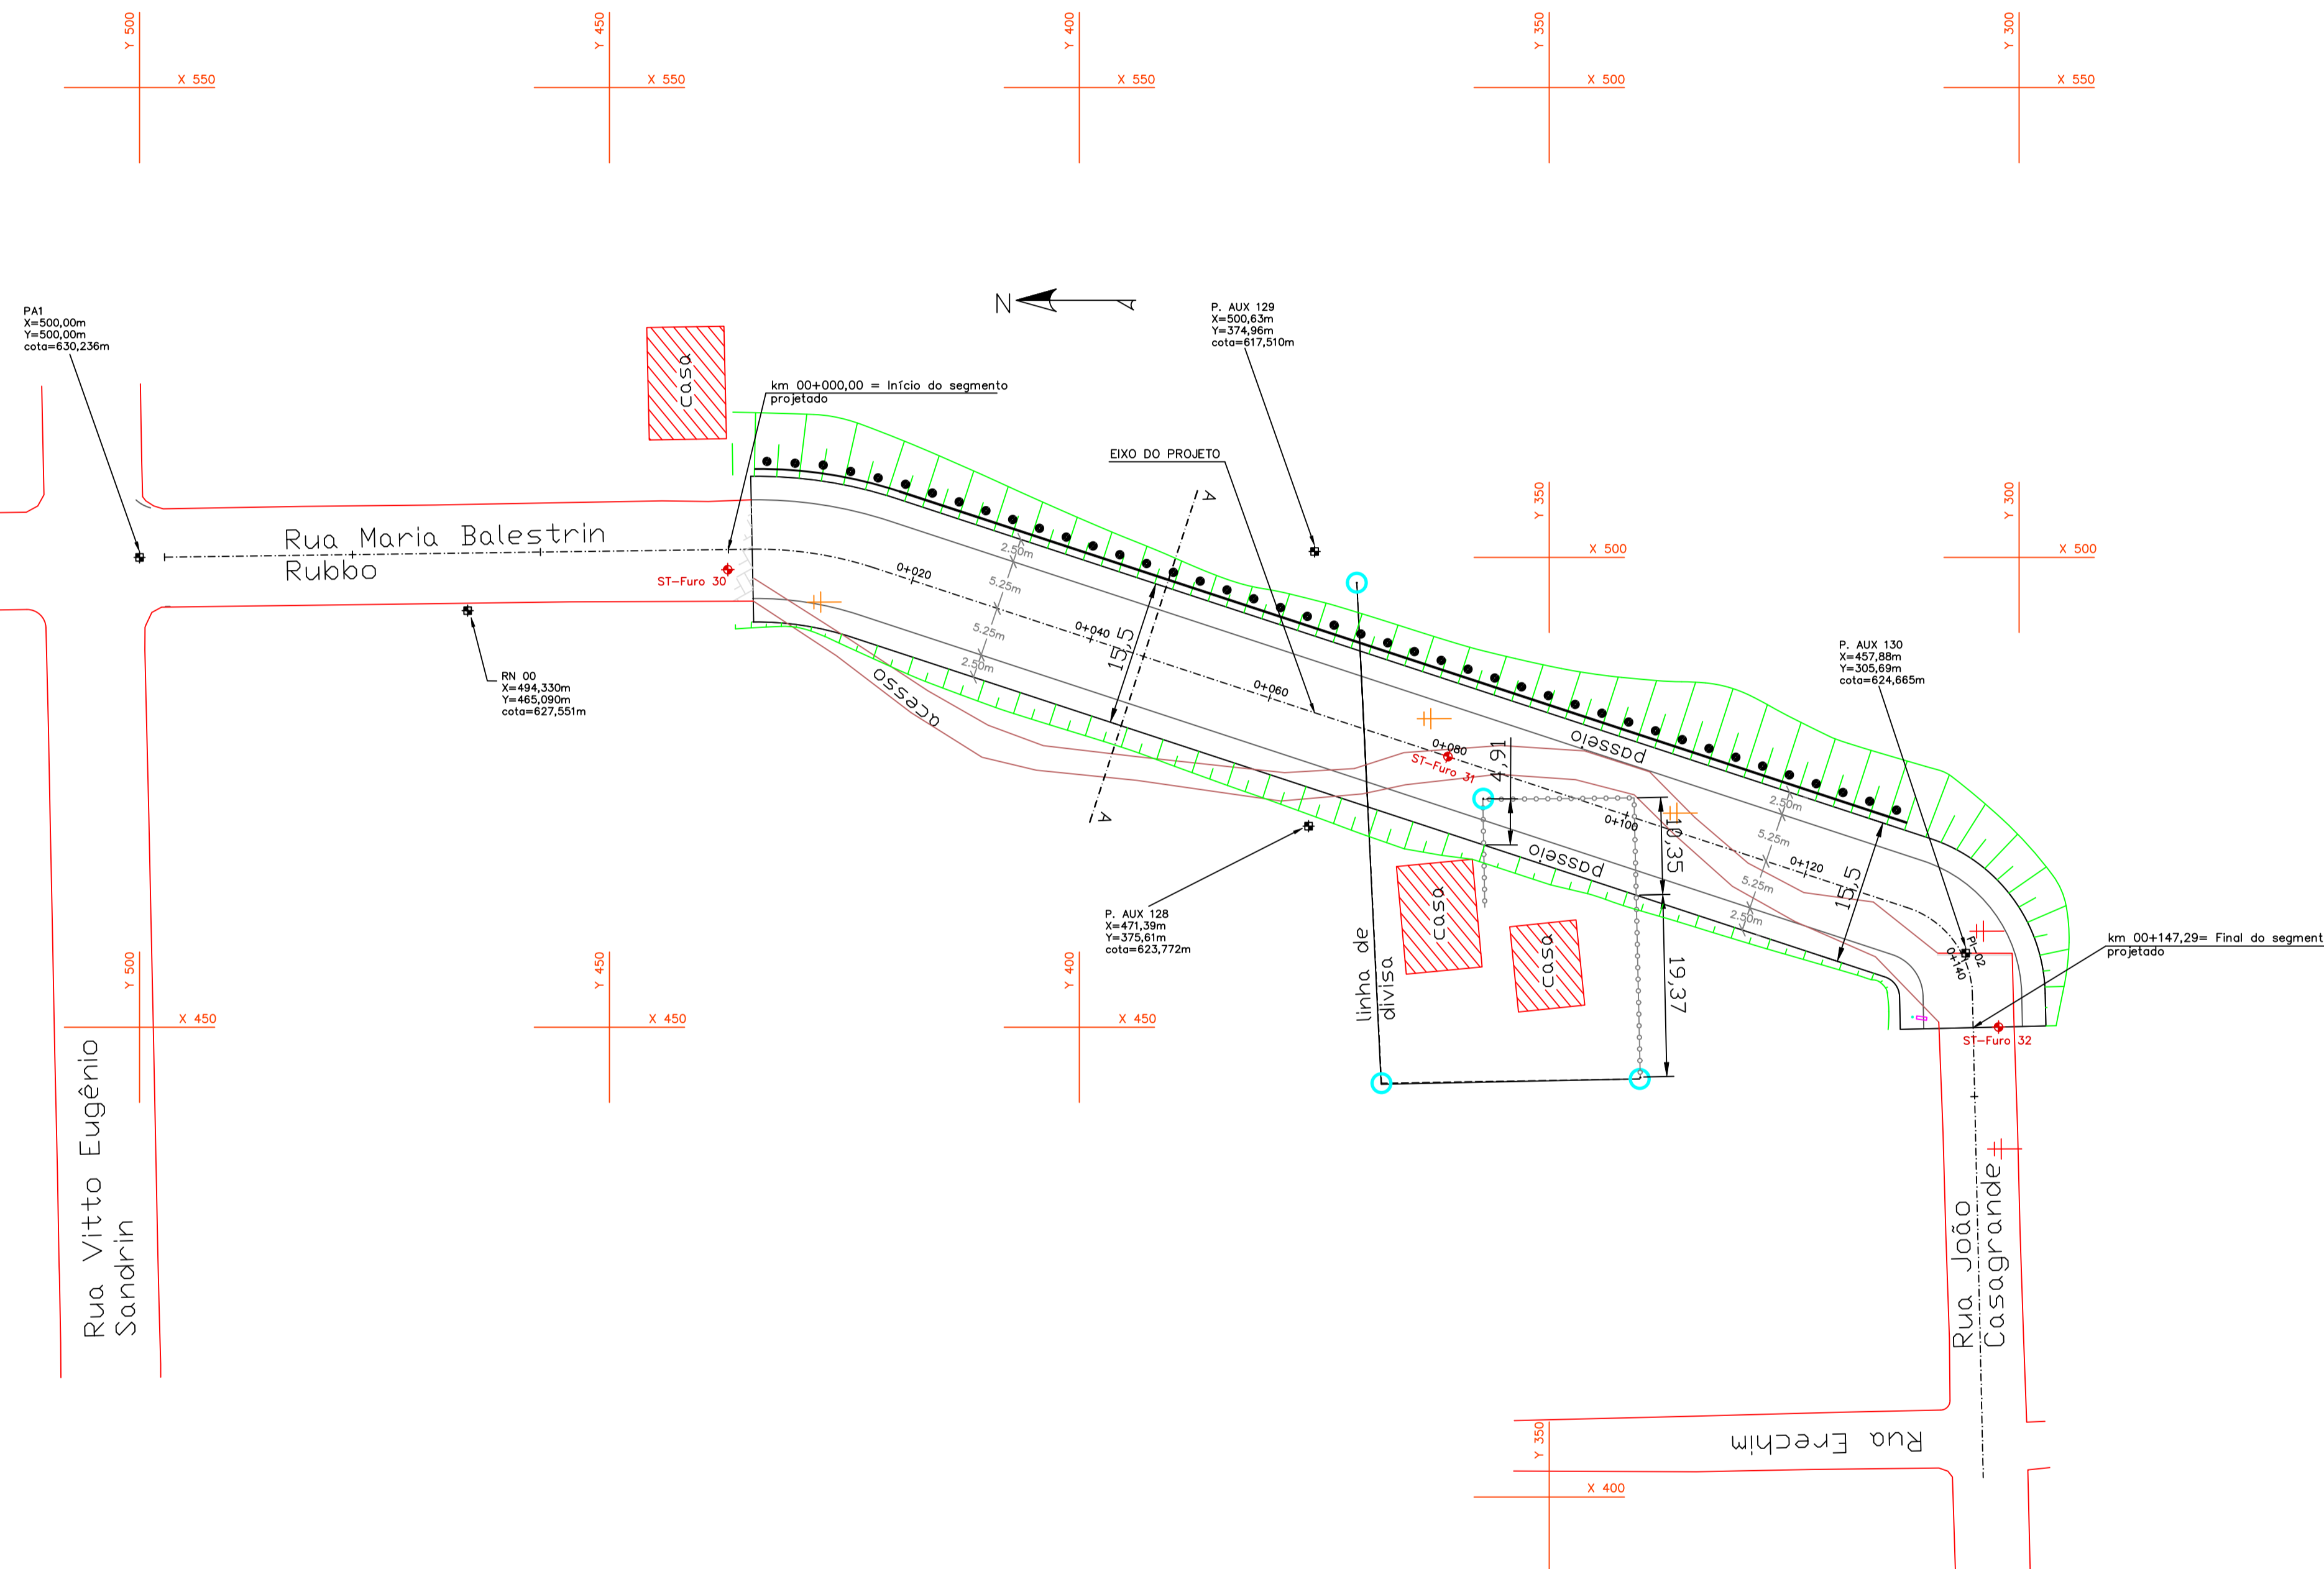 Y 500
Y 450
Y 400
Y 350
Y 300
X 550
X 550
X 550
X 500
X 550
N
PA1
X=500,00m
Y=500,00m
cota=630,236m
P. AUX 129
X=500,63m
Y=374,96m
cota=617,510m
casa
km 00+000,00 = Início do segmento
projetado
EIXO DO PROJETO
A
Y 350
Y 300
X 500
X 500
Rua Maria Balestrin
Rubbo
ST-Furo 30
RN 00
X=494,330m
Y=465,090m
cota=627,551m
2.50m
5.25m
5.25m
2.50m
0+020
0+040
0+060
0+080
0+100
0+120
0+140
15,5
acesso
A
ST-Furo 31
4,91
passeio
passeio
10,35
19,37
2.50m
5.25m
5.25m
2.50m
15,5
P. AUX 130
X=457,88m
Y=305,69m
cota=624,665m
P. AUX 128
X=471,39m
Y=375,61m
cota=623,772m
casa
casa
linha de
divisa
km 00+147,29= Final do segment
projetado
ST-Furo 32
Y 500
Y 450
Y 400
X 450
X 450
X 450
Rua Vitto Eugênio
Sandrin
Rua João
Casagrande
Rua Erechim
Y 350
X 400